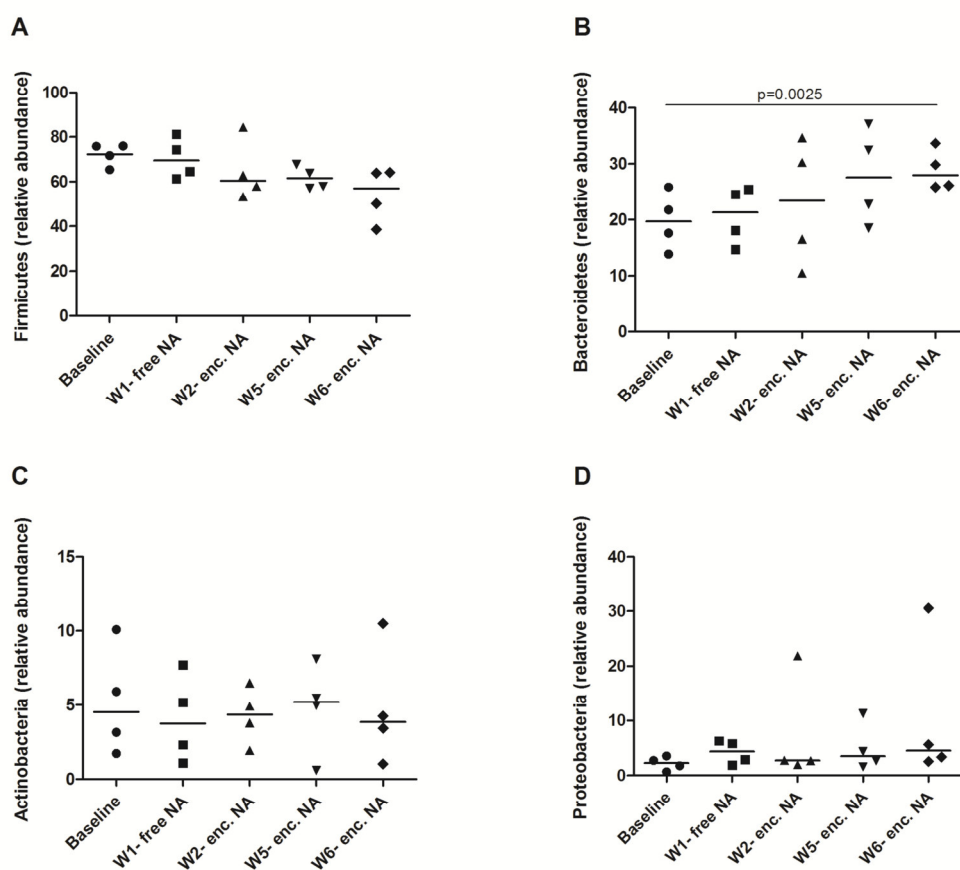 A
Firmicutes (relative abundance)
100
80
60
40
20
0
Baseline
W1- free NA
W2- enc. NA
W5- enc. NA
W6- enc. NA
B
Bacteroidetes (relative abundance)
p=0.0025
40
30
20
10
0
Baseline
W1- free NA
W2- enc. NA
W5- enc. NA
W6- enc. NA
C
Actinobacteria (relative abundance)
15
10
5
0
Baseline
W1- free NA
W2- enc. NA
W5- enc. NA
W6- enc. NA
D
Proteobacteria (relative abundance)
40
30
20
10
0
Baseline
W1- free NA
W2- enc. NA
W5- enc. NA
W6- enc. NA